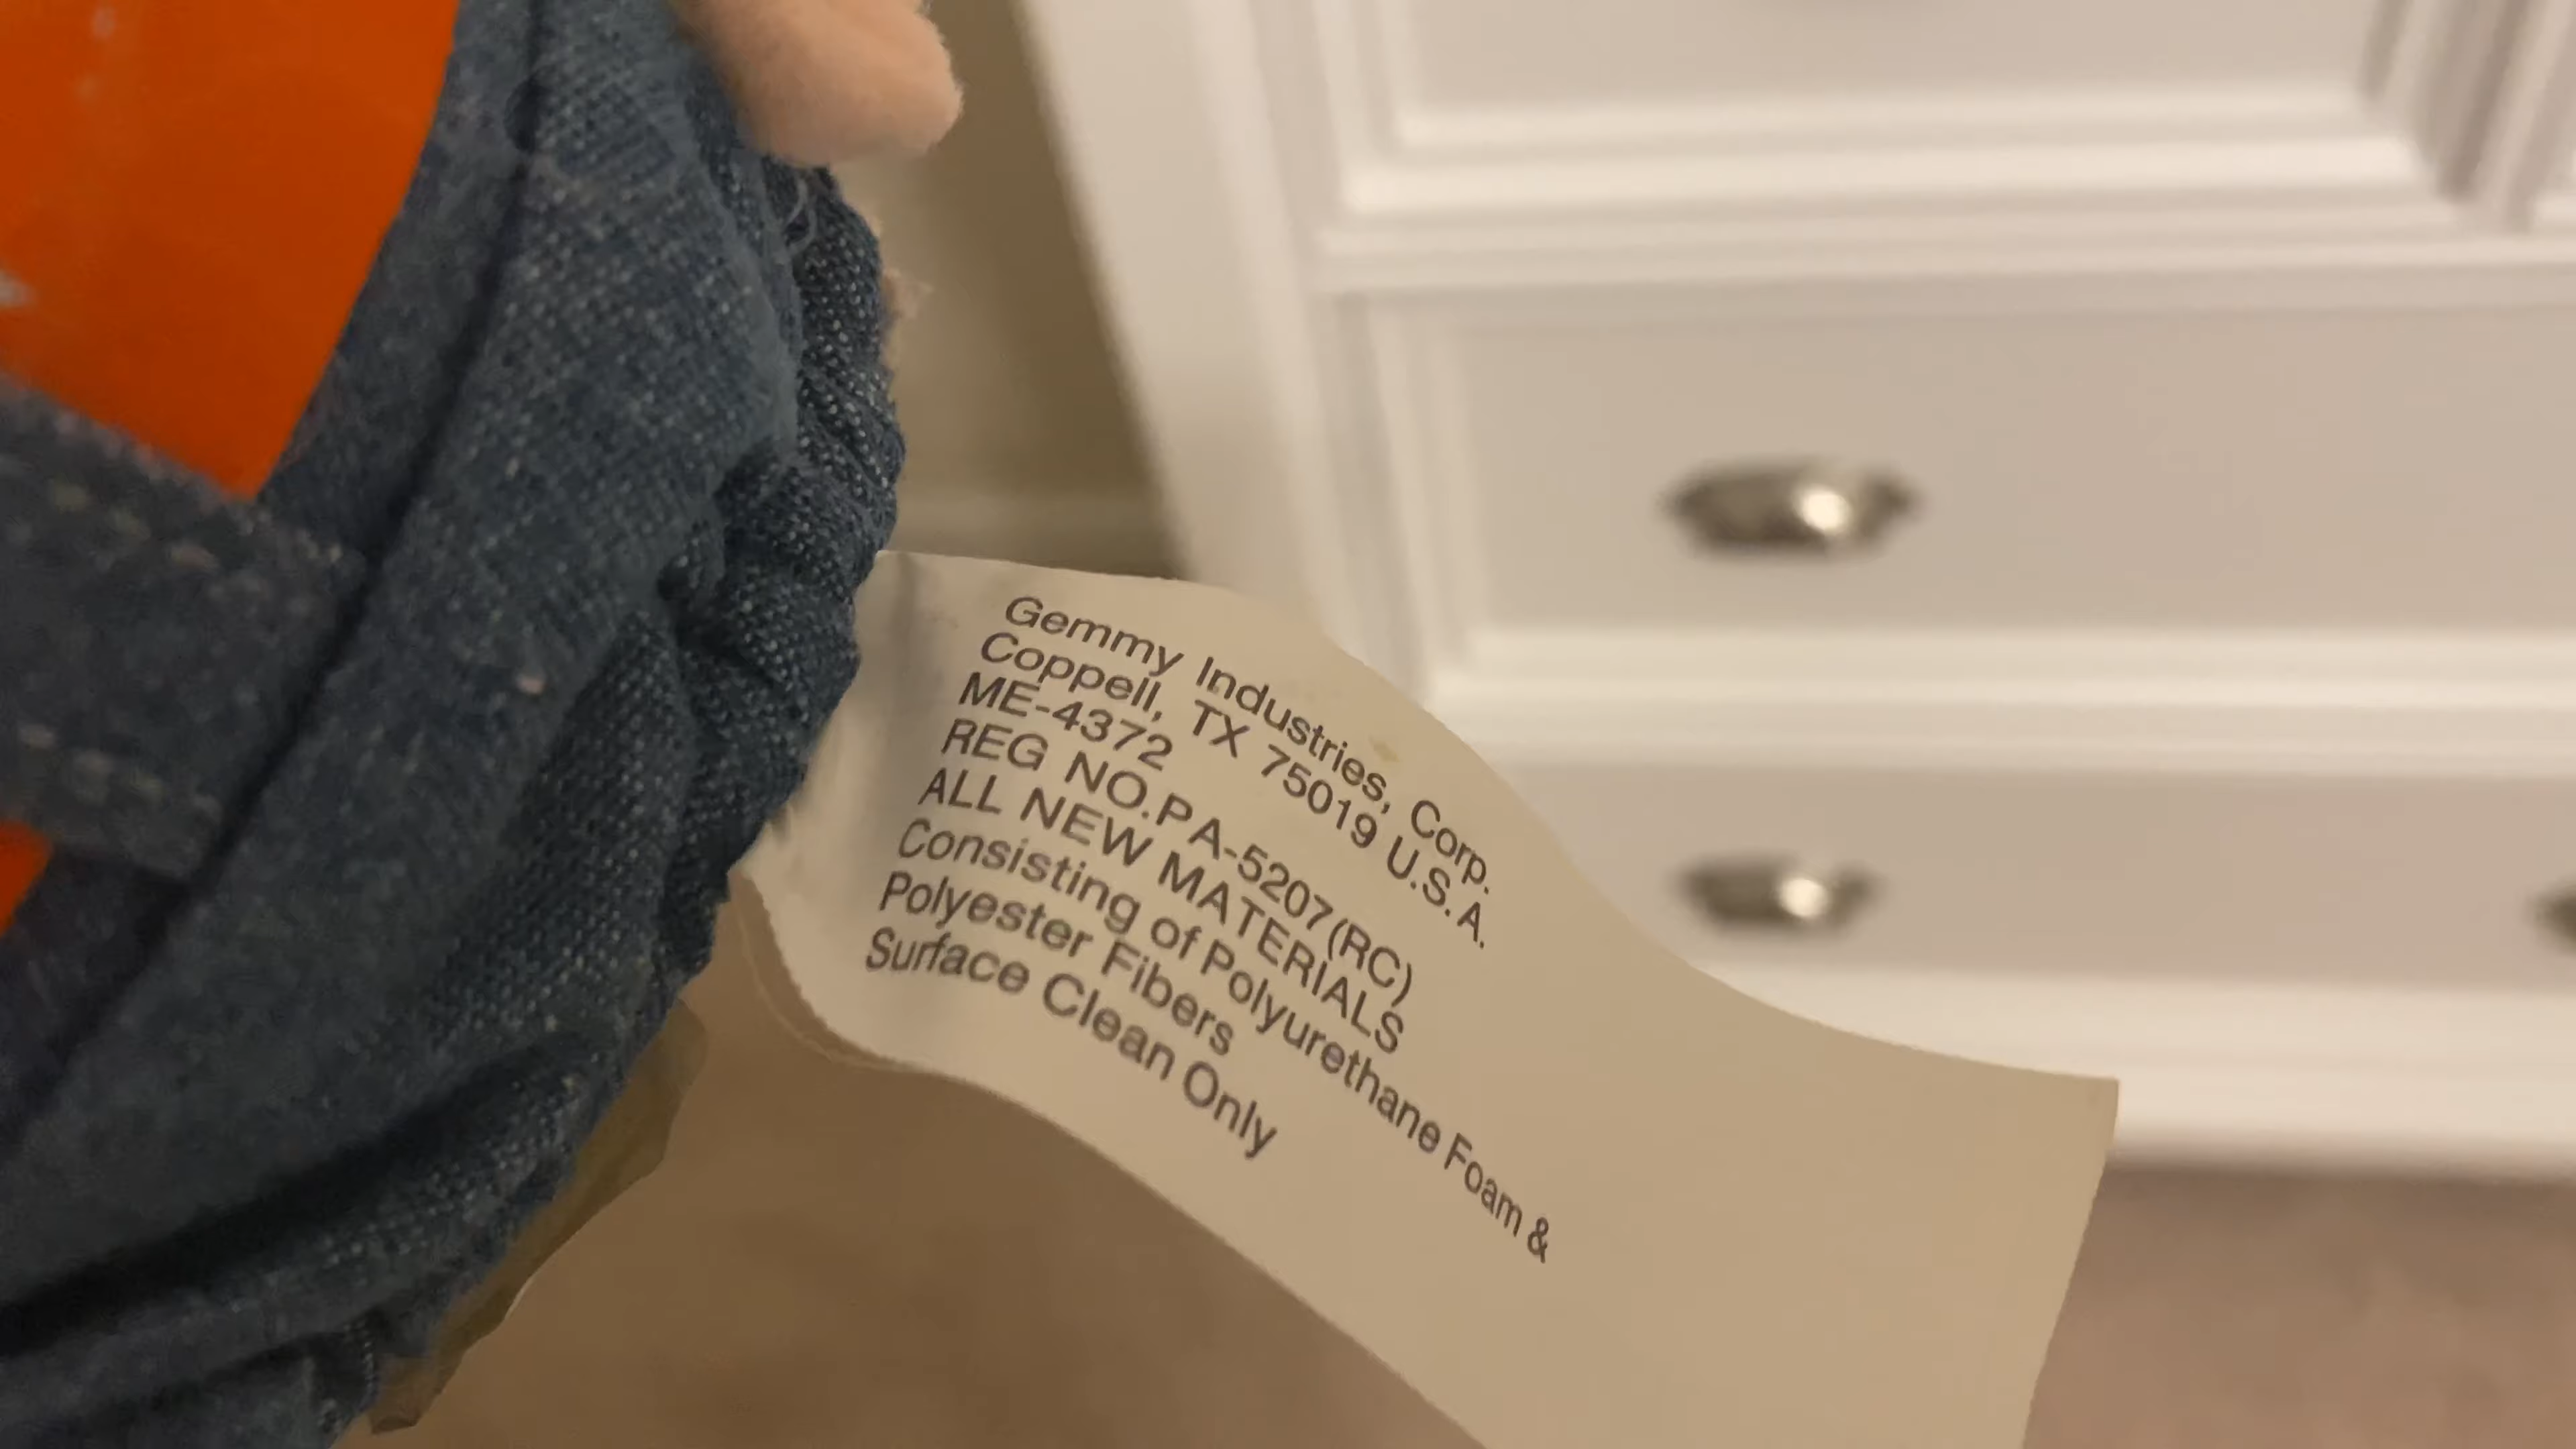 Gemmy Industries, Corp.
Coppell, TX 75019 U.S.A.
ME-4372
REG NO.PA-5207(RC)
ALL NEW MATERIALS
Consisting of Polyurethane Foam &
Polyester Fibers
Surface Clean Only